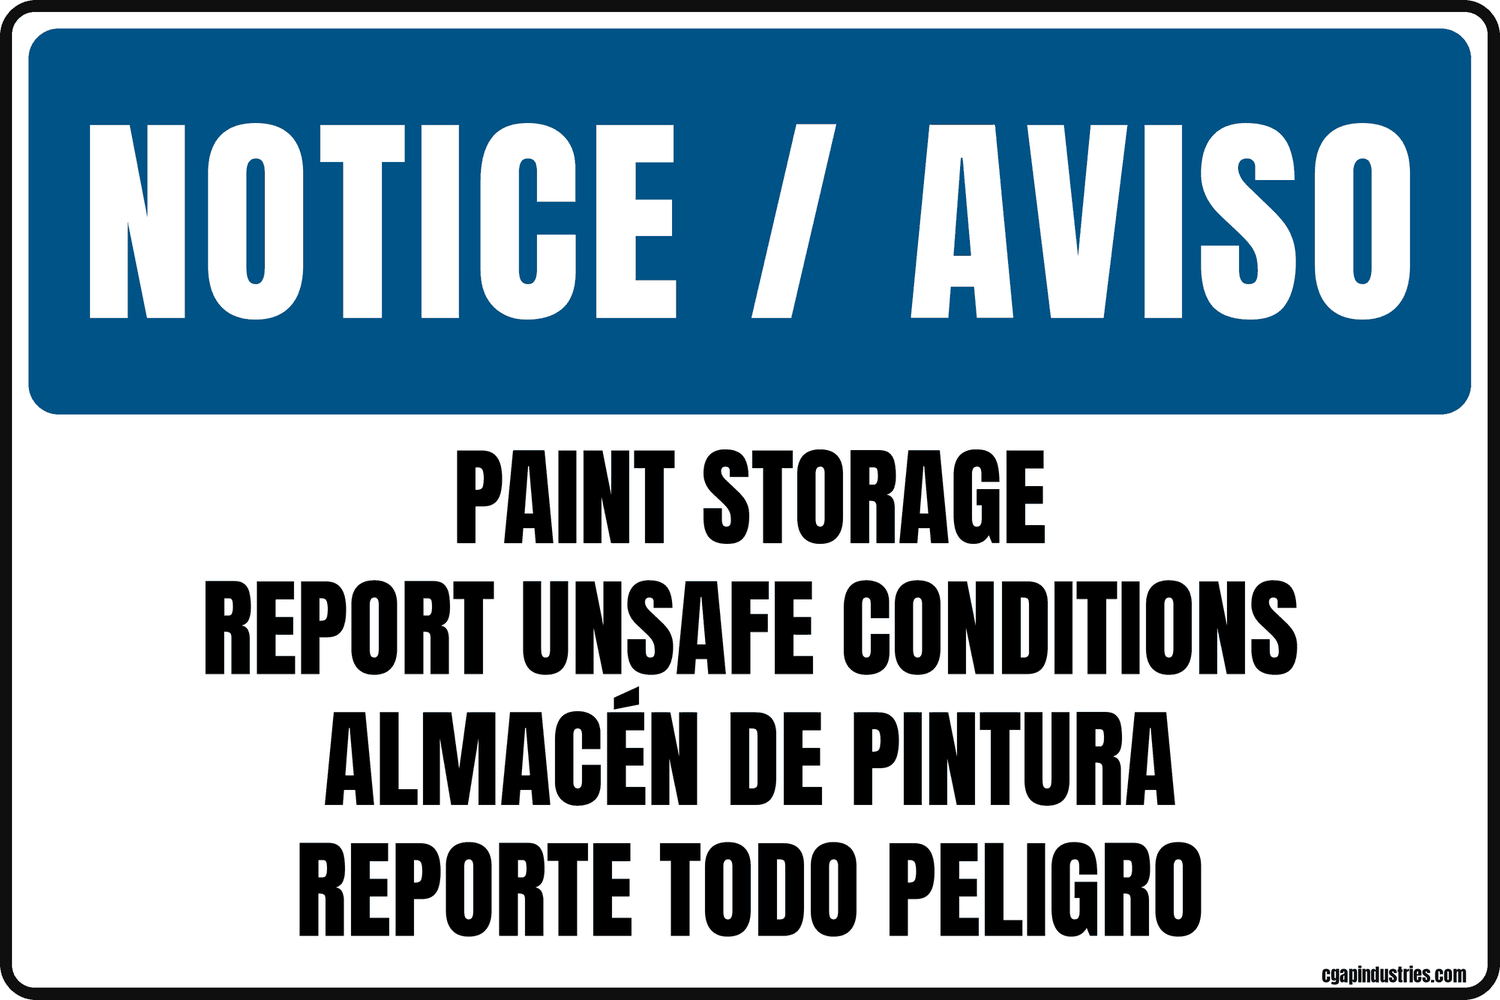 NOTICE / AVISO
PAINT STORAGE
REPORT UNSAFE CONDITIONS
ALMACÉN DE PINTURA
REPORTE TODO PELIGRO
cgapindustries.com